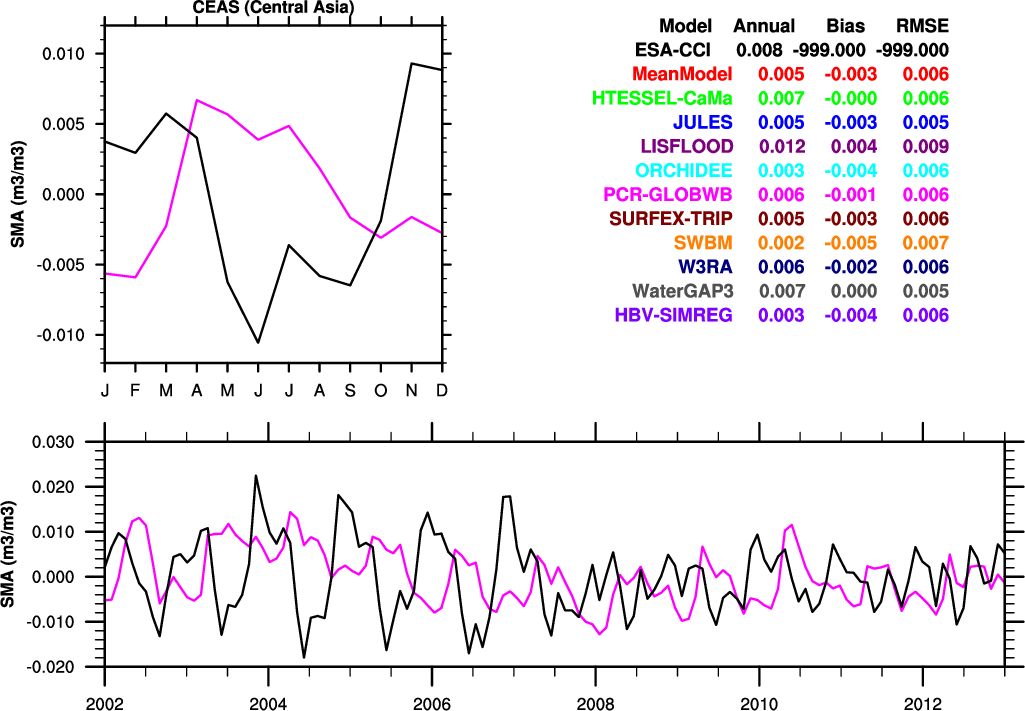 CEAS (Central Asia)
SMA (m3/m3)
0.010
0.005
0.000
-0.005
-0.010
J F M A M J J A S O N D
Model Annual Bias RMSE
ESA-CCI 0.008 -999.000 -999.000
MeanModel 0.005 -0.003 0.006
HTESSEL-CaMa 0.007 -0.000 0.006
JULES 0.005 -0.003 0.005
LISFLOOD 0.012 0.004 0.009
ORCHIDEE 0.003 -0.004 0.006
PCR-GLOBWB 0.006 -0.001 0.006
SURFEX-TRIP 0.005 -0.003 0.006
SWBM 0.002 -0.005 0.007
W3RA 0.006 -0.002 0.006
WaterGAP3 0.007 0.000 0.005
HBV-SIMREG 0.003 -0.004 0.006
SMA (m3/m3)
0.030
0.020
0.010
0.000
-0.010
-0.020
2002 2004 2006 2008 2010 2012